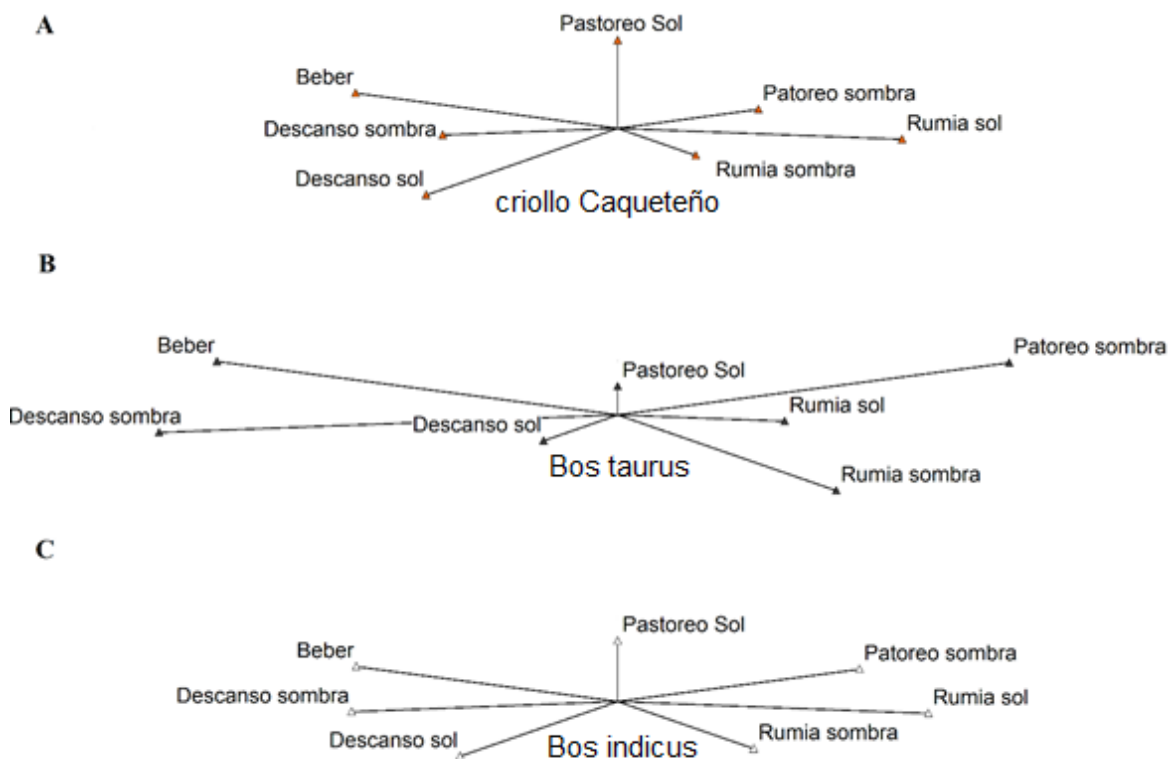 A
Pastoreo Sol
Beber
Patoreo sombra
Descanso sombra
Rumia sol
Rumia sombra
Descanso sol
criollo Caqueteño
B
Beber
Patoreo sombra
Pastoreo Sol
Descanso sombra
Rumia sol
Descanso sol
Bos taurus
Rumia sombra
C
Pastoreo Sol
Beber
Patoreo sombra
Descanso sombra
Rumia sol
Descanso sol
Rumia sombra
Bos indicus